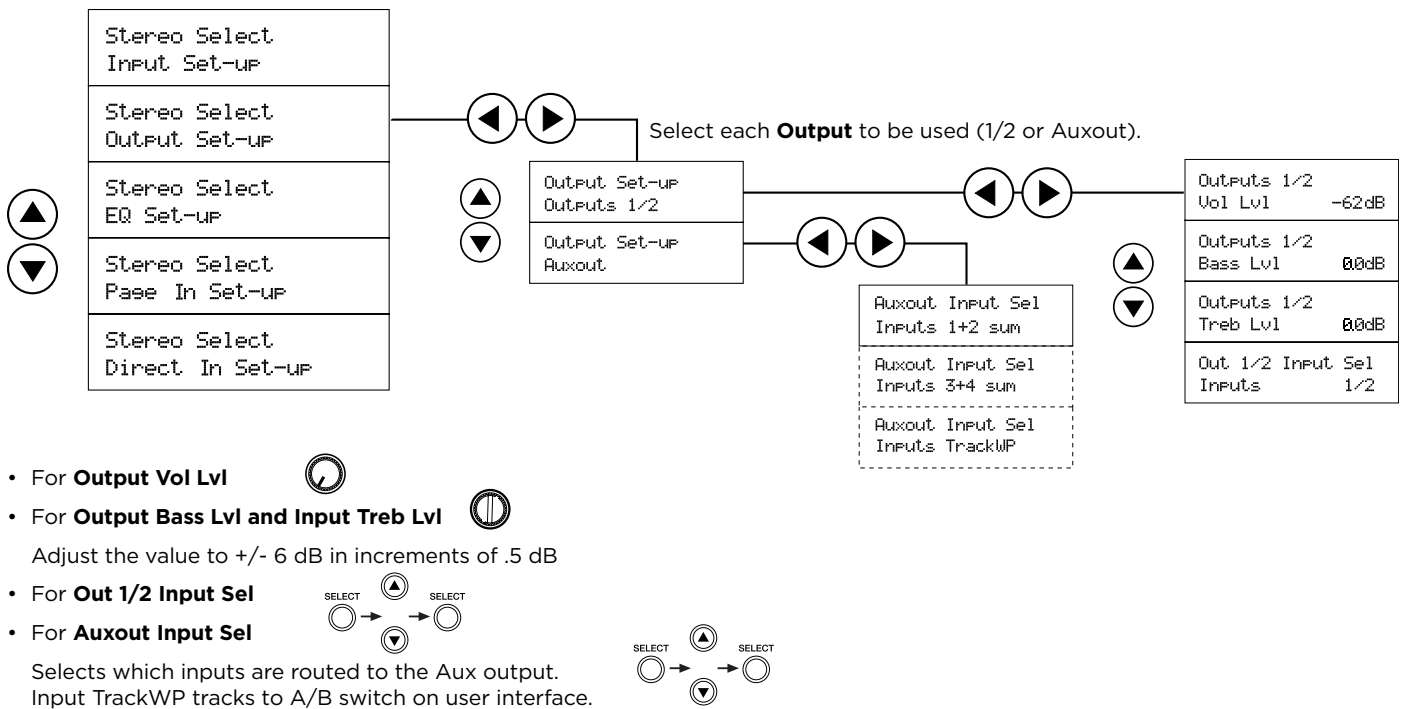 Stereo Select
Input Set-up
Stereo Select
Output Set-up
Stereo Select
EQ Set-up
Stereo Select
Page In Set-up
Stereo Select
Direct In Set-up
Select each Output to be used (1/2 or Auxout).
Output Set-up
Outputs 1/2
Output Set-up
Auxout
Auxout Input Sel
Inputs 1+2 sum
Auxout Input Sel
Inputs 3+4 sum
Auxout Input Sel
Inputs TrackWP
Outputs 1/2
Vol Lvl -62dB
Outputs 1/2
Bass Lvl 0.0dB
Outputs 1/2
Treb Lvl 0.0dB
Out 1/2 Input Sel
Inputs 1/2
• For Output Vol Lvl
• For Output Bass Lvl and Input Treb Lvl
Adjust the value to +/- 6 dB in increments of .5 dB
• For Out 1/2 Input Sel
SELECT SELECT
• For Auxout Input Sel
SELECT SELECT
Selects which inputs are routed to the Aux output.
Input TrackWP tracks to A/B switch on user interface.